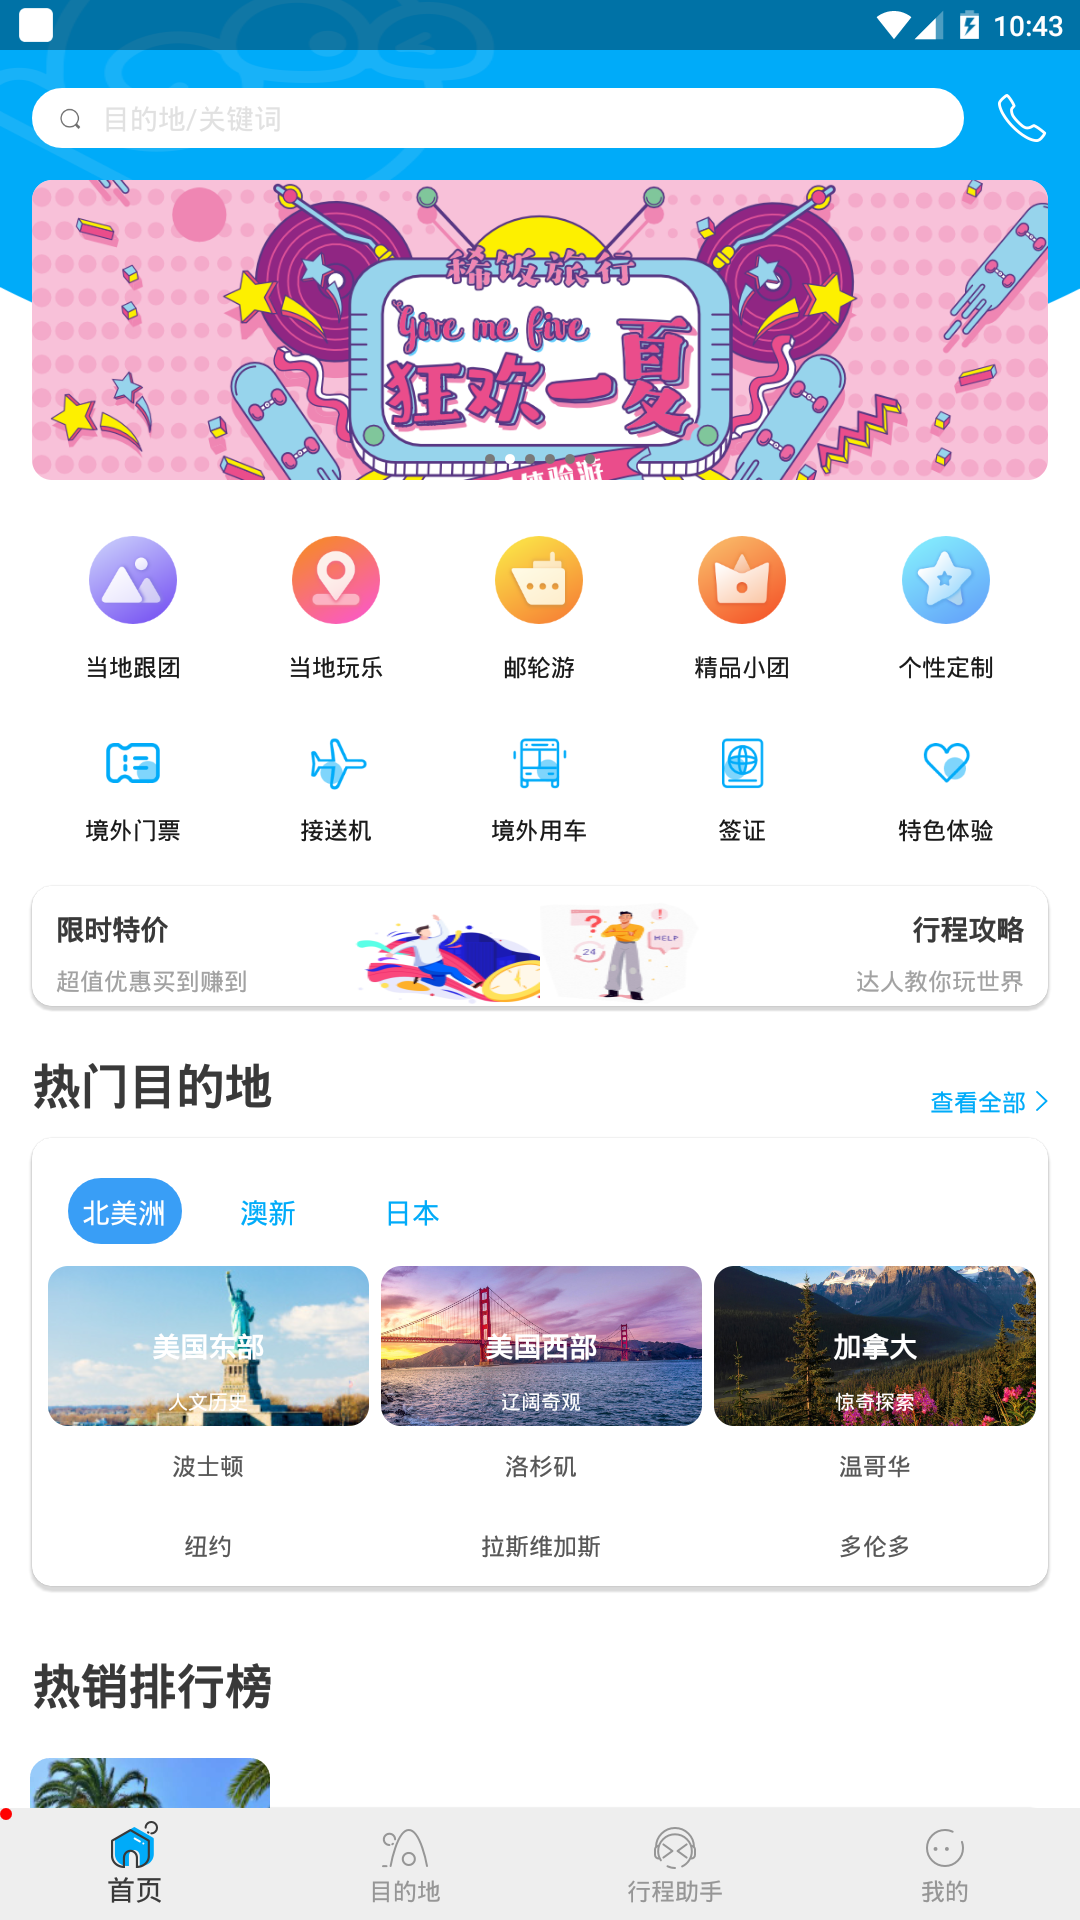 10:43
目的地/关键词
稀饭旅行
Give me five
狂欢一夏
体验游
当地跟团
当地玩乐
邮轮游
精品小团
个性定制
境外门票
接送机
境外用车
签证
特色体验
限时特价
超值优惠买到赚到
24
HELP
行程攻略
达人教你玩世界
热门目的地
查看全部
北美洲
澳新
日本
美国东部
人文历史
美国西部
辽阔奇观
加拿大
惊奇探索
波士顿
洛杉矶
温哥华
纽约
拉斯维加斯
多伦多
热销排行榜
首页
目的地
行程助手
我的